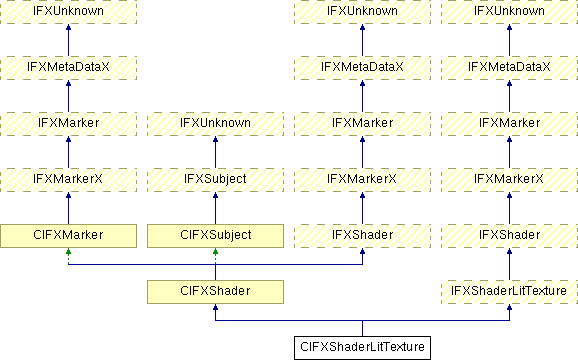 IFXUnknown IFXUnknown IFXUnknown
IFXMetaDataX IFXMetaDataX IFXMetaDataX
IFXMarker IFXUnknown IFXMarker IFXMarker
IFXMarkerX IFXSubject IFXMarkerX IFXMarkerX
CIFXMarker CIFXSubject IFXShader IFXShader
CIFXShader IFXShaderLitTexture
CIFXShaderLitTexture